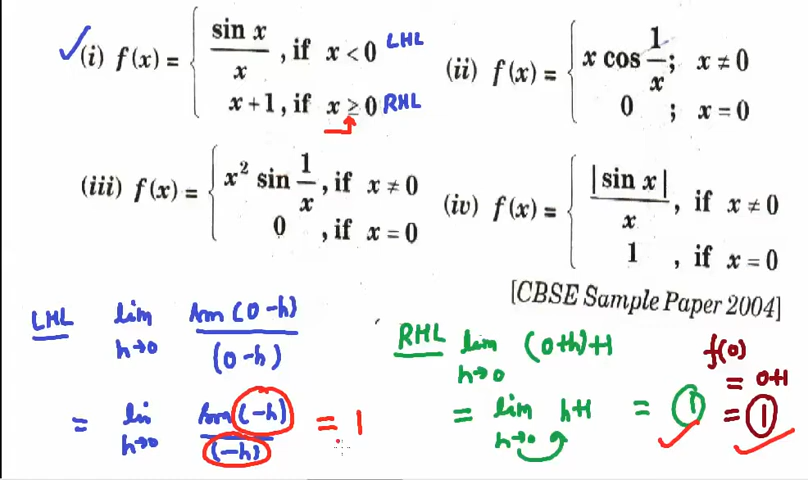 (i) f(x) = { sin x / x , if x < 0 LHL
x + 1, if x ≥ 0 RHL
(ii) f(x) = { x cos 1/x ; x ≠ 0
0 ; x = 0
(iii) f(x) = { x² sin 1/x , if x ≠ 0
0 , if x = 0
(iv) f(x) = { |sin x| / x , if x ≠ 0
1 , if x = 0
[CBSE Sample Paper 2004]
LHL lim h→0 sin(0-h) / (0-h)
= lim h→0 sin(-h) / (-h) = 1
RHL lim h→0 (0+h)+1
= lim h→0 h+1 = 1
f(0)
= 0+1
= 1